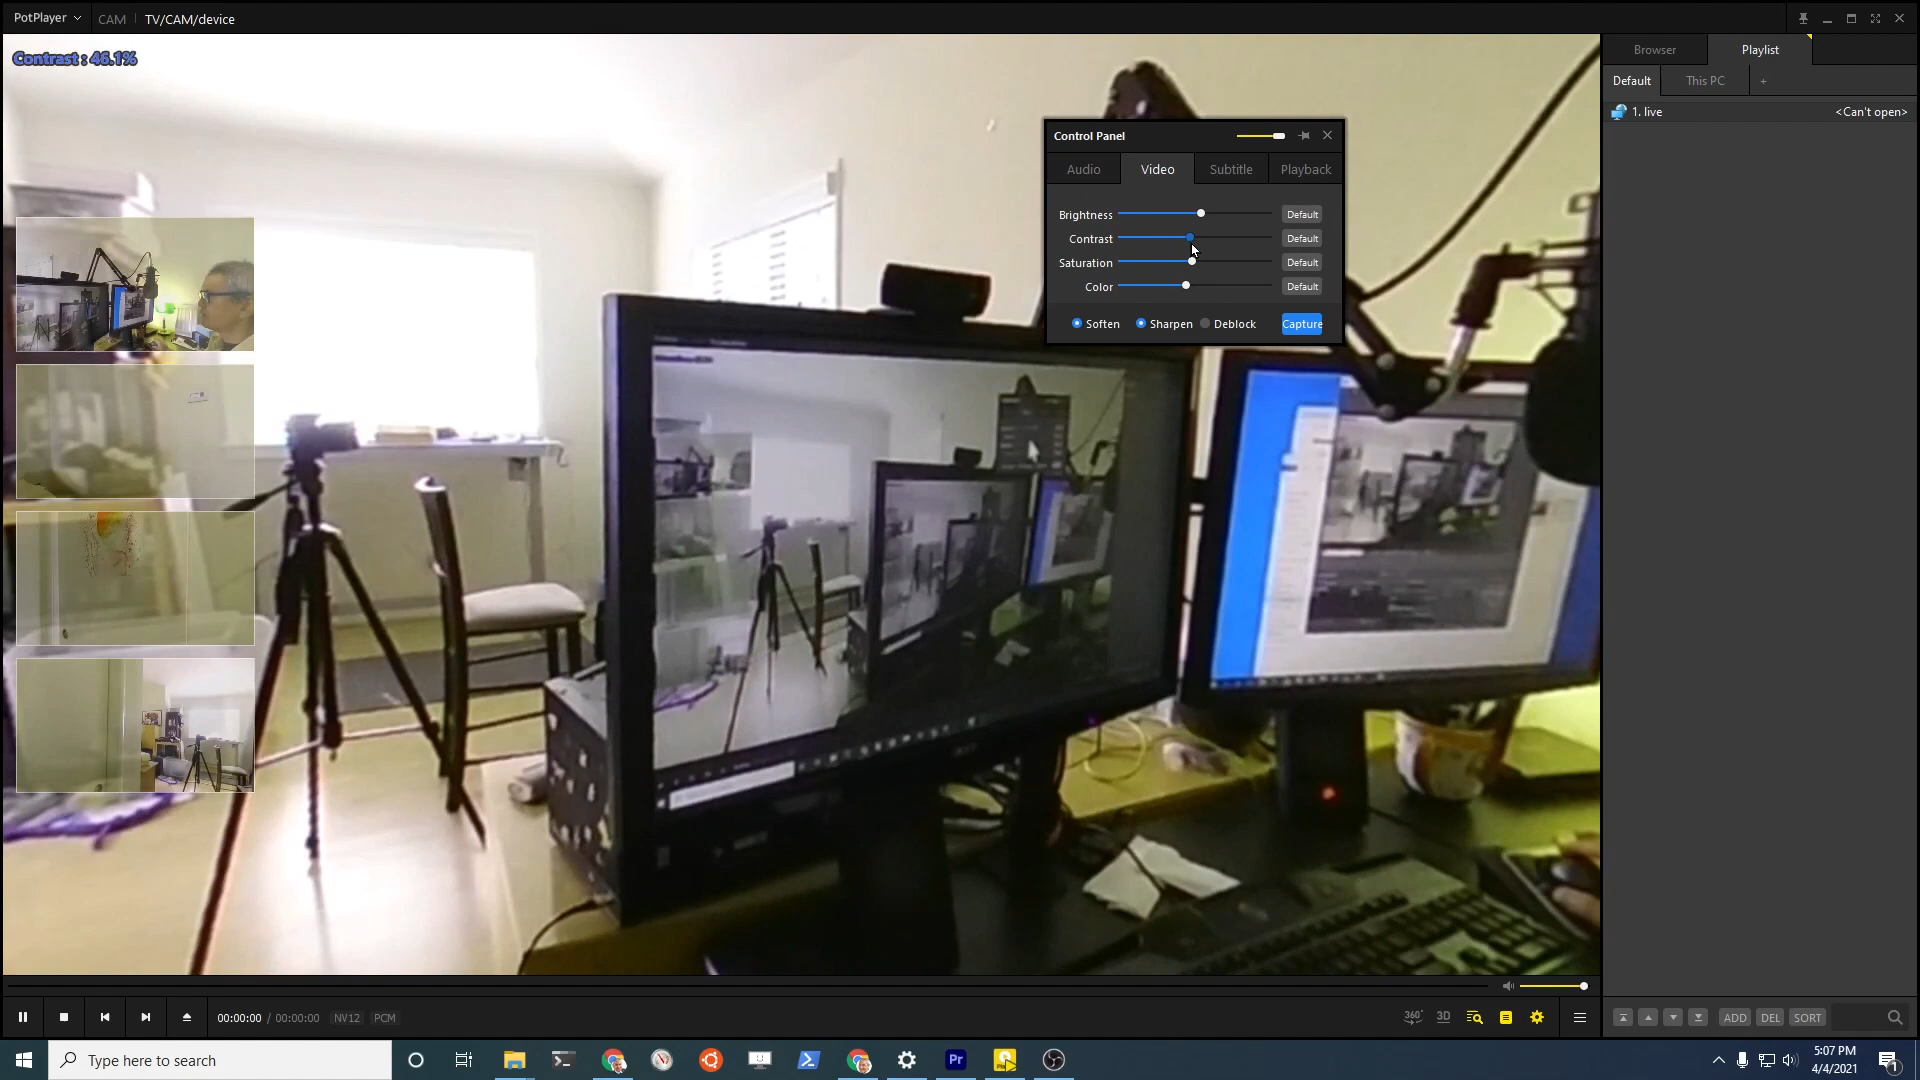 PotPlayer
CAM
TV/CAM/device
Contrast : 46.1%
Control Panel
Audio
Video
Subtitle
Playback
Brightness
Default
Contrast
Default
Saturation
Default
Color
Default
Soften
Sharpen
Deblock
Capture
Browser
Playlist
Default
This PC
+
1. live
<Can't open>
00:00:00 / 00:00:00
NV12
PCM
360°
3D
ADD
DEL
SORT
Type here to search
Pr
5:07 PM
4/4/2021
1